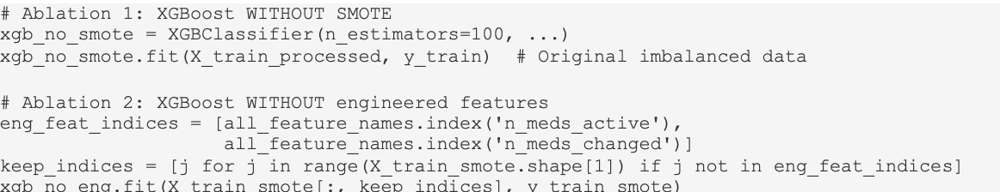 # Ablation 1: XGBoost WITHOUT SMOTE
xgb_no_smote = XGBClassifier(n_estimators=100, ...)
xgb_no_smote.fit(X_train_processed, y_train)  # Original imbalanced data

# Ablation 2: XGBoost WITHOUT engineered features
eng_feat_indices = [all_feature_names.index('n_meds_active'),
                    all_feature_names.index('n_meds_changed')]
keep_indices = [j for j in range(X_train_smote.shape[1]) if j not in eng_feat_indices]
xgb_no_eng.fit(X_train_smote[:, keep_indices], y_train_smote)